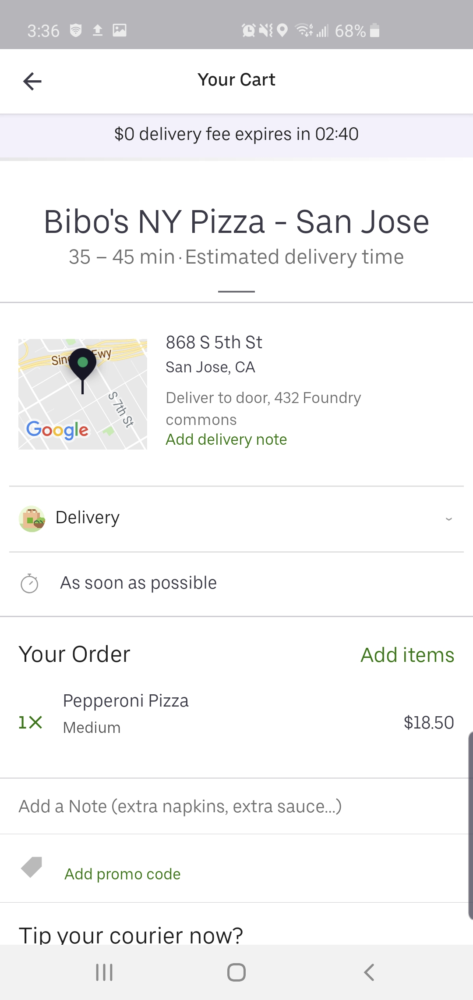 3:36
68%
Your Cart
$0 delivery fee expires in 02:40
Bibo's NY Pizza - San Jose
35 – 45 min · Estimated delivery time
868 S 5th St
San Jose, CA
Deliver to door, 432 Foundry
commons
Add delivery note
Fwy
S 7th St
Google
Delivery
As soon as possible
Your Order
Add items
Pepperoni Pizza
1X
Medium
$18.50
Add a Note (extra napkins, extra sauce...)
Add promo code
Tip your courier now?